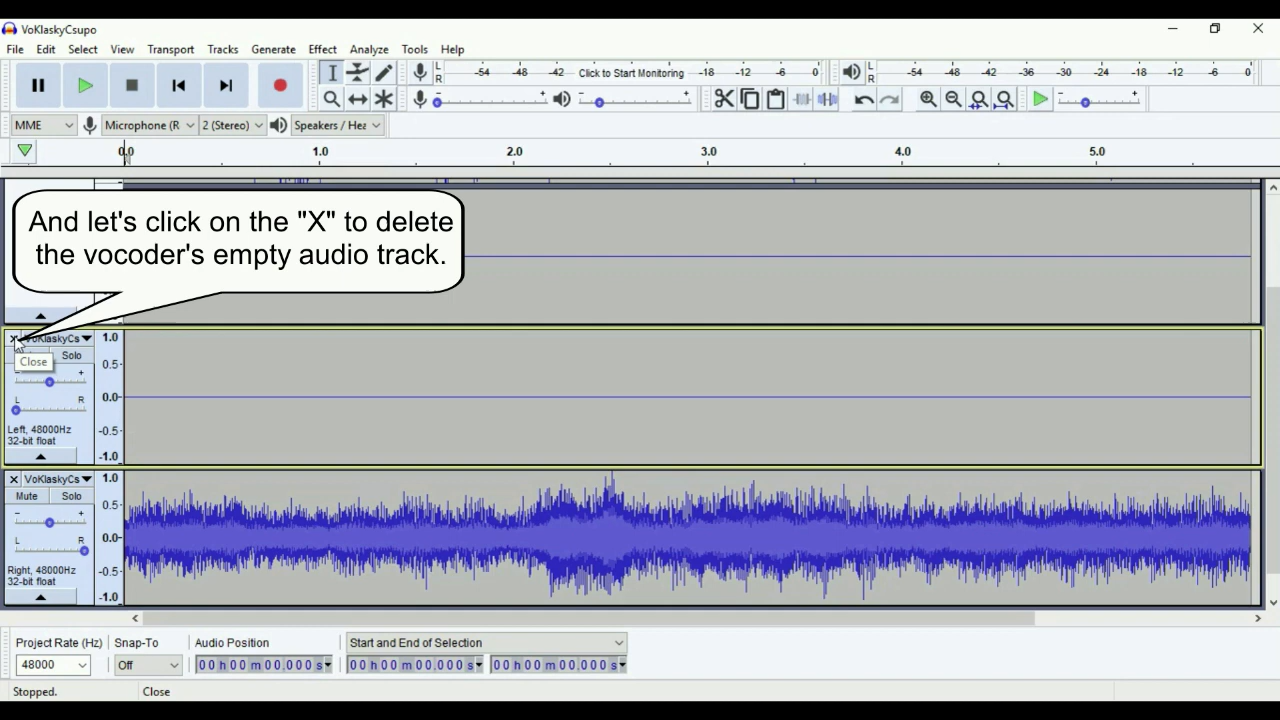 VoKlaskyCsupo
File Edit Select View Transport Tracks Generate Effect Analyze Tools Help
L R -54 -48 -42 Click to Start Monitoring -18 -12 -6 0 L R -54 -48 -42 -36 -30 -24 -18 -12 -6 0
- + - + - +
MME Microphone (R 2 (Stereo) Speakers / Hea
0.0 1.0 2.0 3.0 4.0 5.0
And let's click on the "X" to delete
the vocoder's empty audio track.
VoKlaskyCs 1.0
Solo
Close
0.5
- +
L R 0.0
Left, 48000Hz -0.5
32-bit float
-1.0
VoKlaskyCs 1.0
Mute Solo 0.5
- +
L R 0.0
Right, 48000Hz -0.5
32-bit float
-1.0
Project Rate (Hz) Snap-To Audio Position Start and End of Selection
48000 Off 00 h 00 m 00.000 s 00 h 00 m 00.000 s 00 h 00 m 00.000 s
Stopped. Close